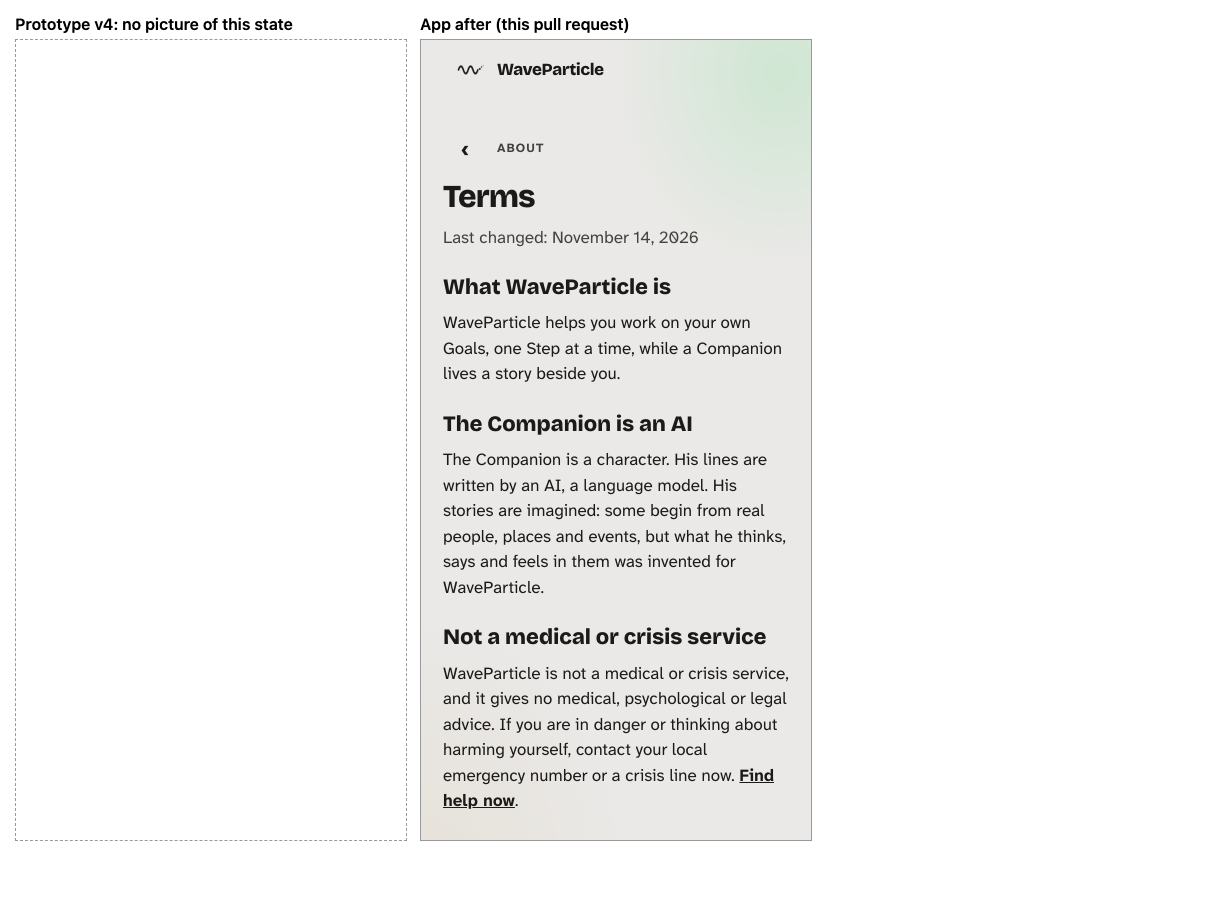 Prototype v4: no picture of this state
App after (this pull request)
WaveParticle
‹ ABOUT
Terms
Last changed: November 14, 2026
What WaveParticle is
WaveParticle helps you work on your own
Goals, one Step at a time, while a Companion
lives a story beside you.
The Companion is an AI
The Companion is a character. His lines are
written by an AI, a language model. His
stories are imagined: some begin from real
people, places and events, but what he thinks,
says and feels in them was invented for
WaveParticle.
Not a medical or crisis service
WaveParticle is not a medical or crisis service,
and it gives no medical, psychological or legal
advice. If you are in danger or thinking about
harming yourself, contact your local
emergency number or a crisis line now. Find
help now.